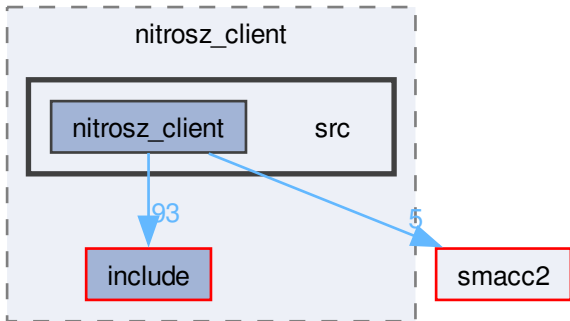 nitrosz_client
nitrosz_client
src
93
5
include
smacc2